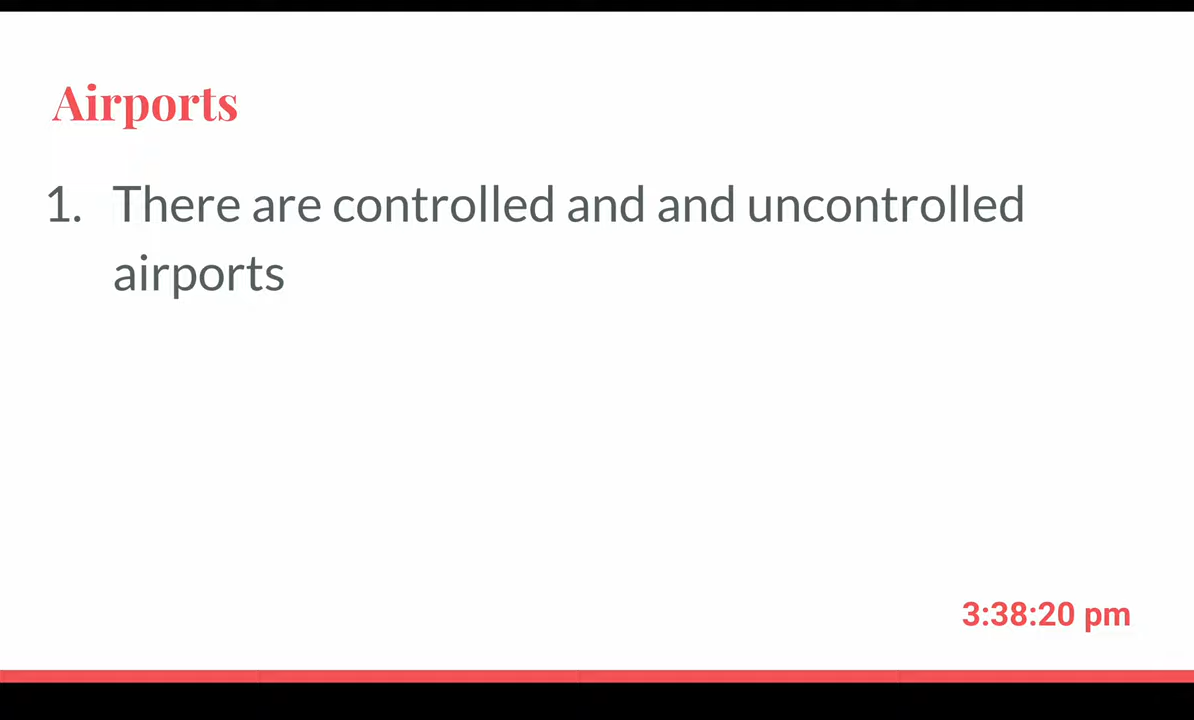 Airports
1. There are controlled and and uncontrolled
airports
3:38:20 pm